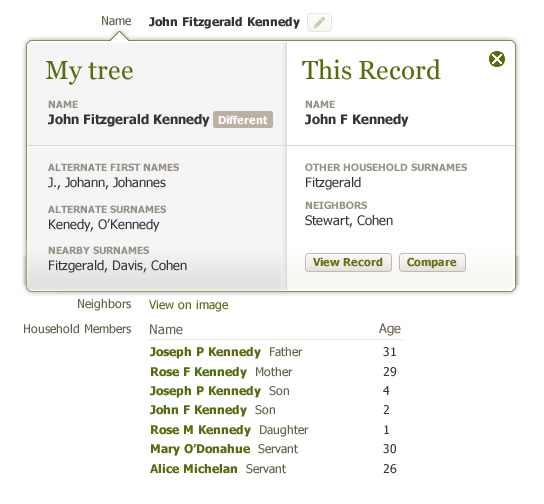 Name John Fitzgerald Kennedy
My tree
NAME
John Fitzgerald Kennedy Different
ALTERNATE FIRST NAMES
J., Johann, Johannes
ALTERNATE SURNAMES
Kenedy, O'Kennedy
NEARBY SURNAMES
Fitzgerald, Davis, Cohen
This Record
NAME
John F Kennedy
OTHER HOUSEHOLD SURNAMES
Fitzgerald
NEIGHBORS
Stewart, Cohen
View Record Compare
Neighbors View on image
Household Members Name Age
Joseph P Kennedy Father 31
Rose F Kennedy Mother 29
Joseph P Kennedy Son 4
John F Kennedy Son 2
Rose M Kennedy Daughter 1
Mary O'Donahue Servant 30
Alice Michelan Servant 26